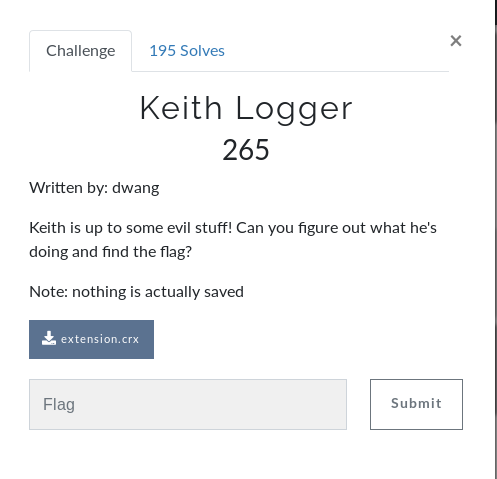 Challenge
195 Solves
×
Keith Logger
265
Written by: dwang
Keith is up to some evil stuff! Can you figure out what he's
doing and find the flag?
Note: nothing is actually saved
extension.crx
Flag
Submit